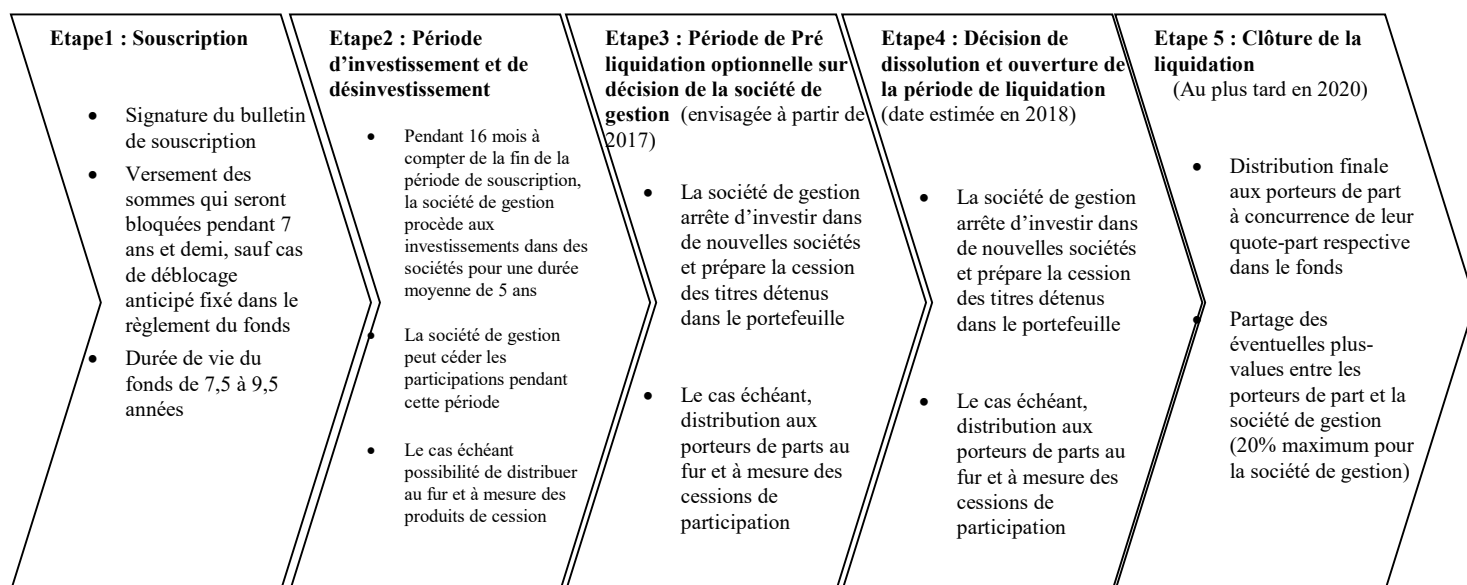 Etape1 : Souscription
• Signature du bulletin
de souscription
• Versement des
sommes qui seront
bloquées pendant 7
ans et demi, sauf cas
de déblocage
anticipé fixé dans le
règlement du fonds
• Durée de vie du
fonds de 7,5 à 9,5
années
Etape2 : Période
d’investissement et de
désinvestissement
• Pendant 16 mois à
compter de la fin de la
période de souscription,
la société de gestion
procède aux
investissements dans des
sociétés pour une durée
moyenne de 5 ans
• La société de gestion
peut céder les
participations pendant
cette période
• Le cas échéant
possibilité de distribuer
au fur et à mesure des
produits de cession
Etape3 : Période de Pré
liquidation optionnelle sur
décision de la société de
gestion (envisagée à partir de
2017)
• La société de gestion
arrête d’investir dans
de nouvelles sociétés
et prépare la cession
des titres détenus
dans le portefeuille
• Le cas échéant,
distribution aux
porteurs de parts au
fur et à mesure des
cessions de
participation
Etape4 : Décision de
dissolution et ouverture de
la période de liquidation
(date estimée en 2018)
• La société de gestion
arrête d’investir dans
de nouvelles sociétés
et prépare la cession
des titres détenus
dans le portefeuille
• Le cas échéant,
distribution aux
porteurs de parts au
fur et à mesure des
cessions de
participation
Etape 5 : Clôture de la
liquidation
(Au plus tard en 2020)
• Distribution finale
aux porteurs de part
à concurrence de leur
quote-part respective
dans le fonds
• Partage des
éventuelles plus-
values entre les
porteurs de part et la
société de gestion
(20% maximum pour
la société de gestion)